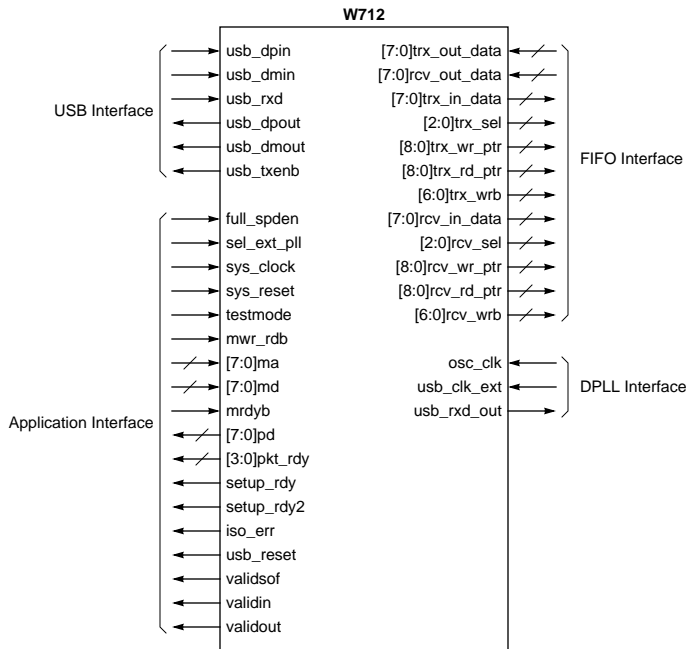 W712
USB Interface
usb_dpin
usb_dmin
usb_rxd
usb_dpout
usb_dmout
usb_txenb
Application Interface
full_spden
sel_ext_pll
sys_clock
sys_reset
testmode
mwr_rdb
[7:0]ma
[7:0]md
mrdyb
[7:0]pd
[3:0]pkt_rdy
setup_rdy
setup_rdy2
iso_err
usb_reset
validsof
validin
validout
[7:0]trx_out_data
[7:0]rcv_out_data
[7:0]trx_in_data
[2:0]trx_sel
[8:0]trx_wr_ptr
[8:0]trx_rd_ptr
[6:0]trx_wrb
[7:0]rcv_in_data
[2:0]rcv_sel
[8:0]rcv_wr_ptr
[8:0]rcv_rd_ptr
[6:0]rcv_wrb
FIFO Interface
osc_clk
usb_clk_ext
usb_rxd_out
DPLL Interface